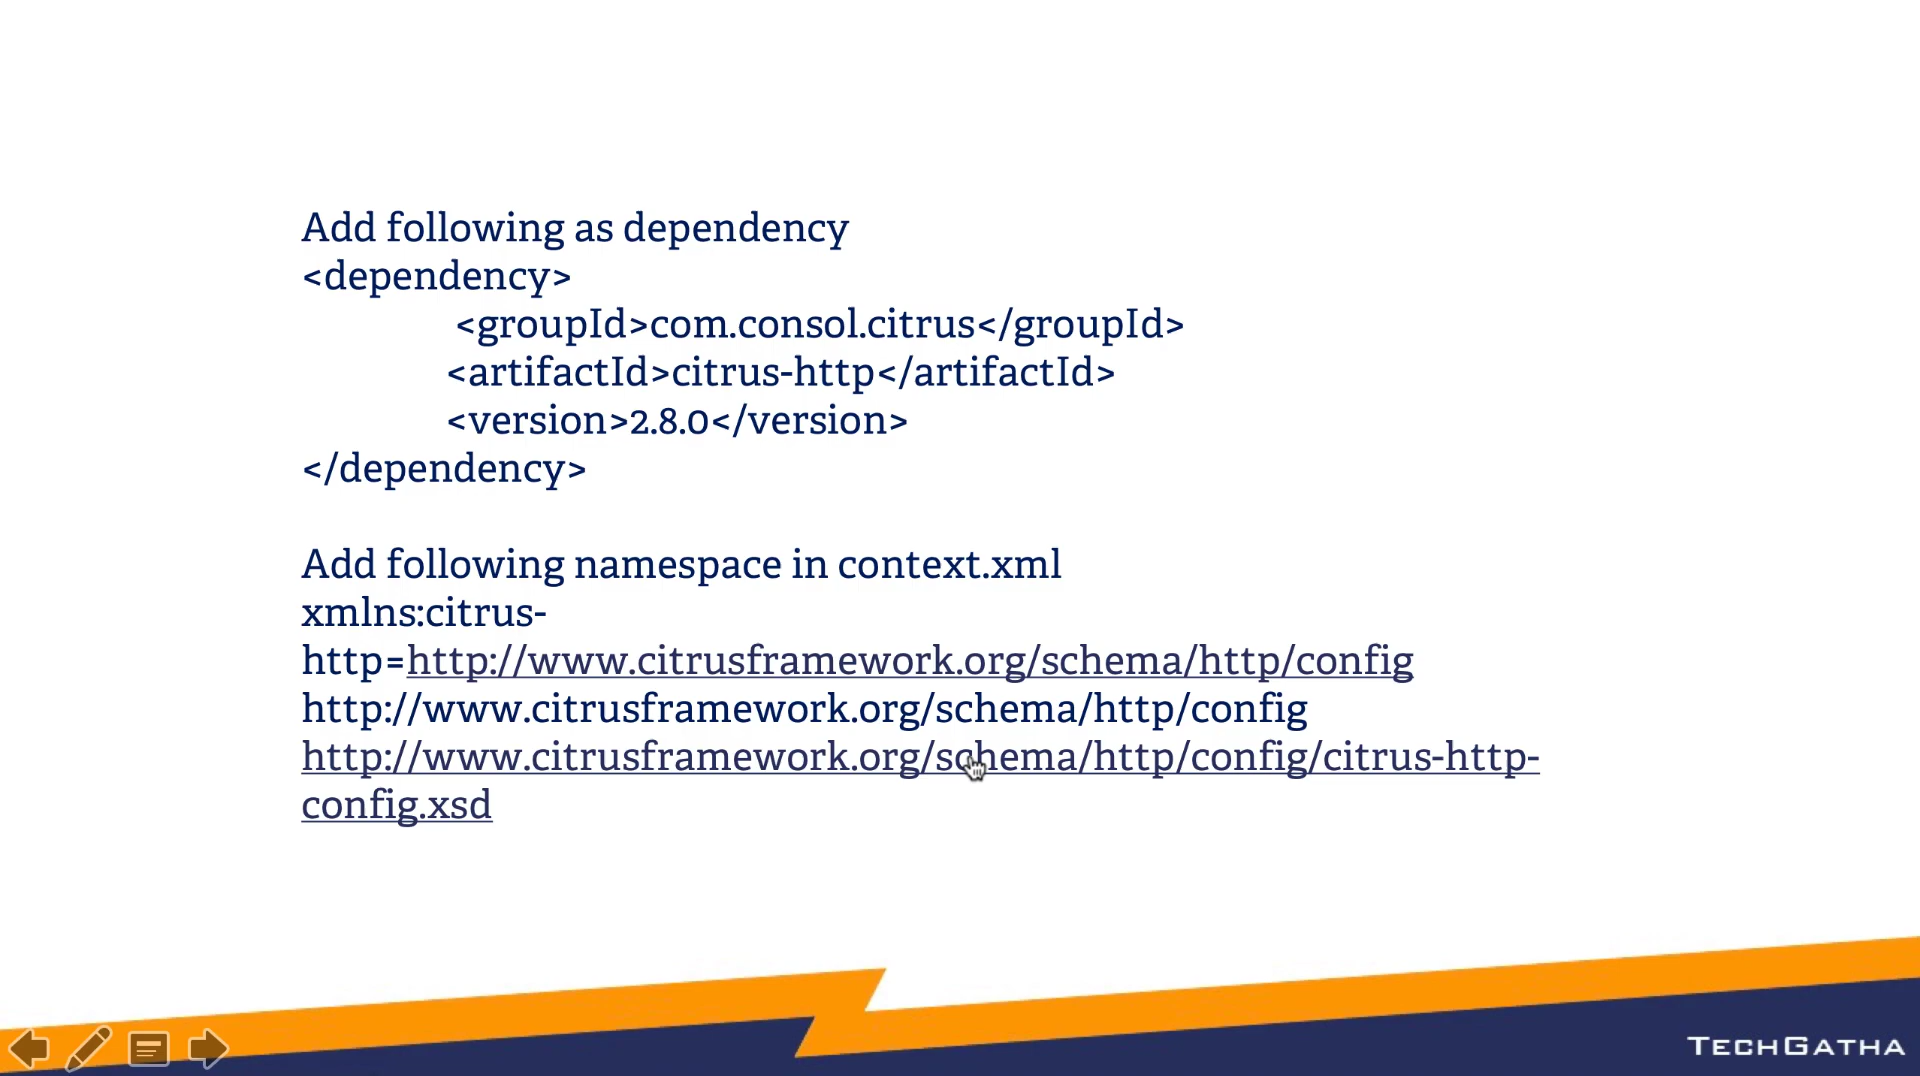 Add following as dependency
<dependency>
<groupId>com.consol.citrus</groupId>
<artifactId>citrus-http</artifactId>
<version>2.8.0</version>
</dependency>
Add following namespace in context.xml
xmlns:citrus-
http=http://www.citrusframework.org/schema/http/config
http://www.citrusframework.org/schema/http/config
http://www.citrusframework.org/schema/http/config/citrus-http-
config.xsd
TECHGATHA